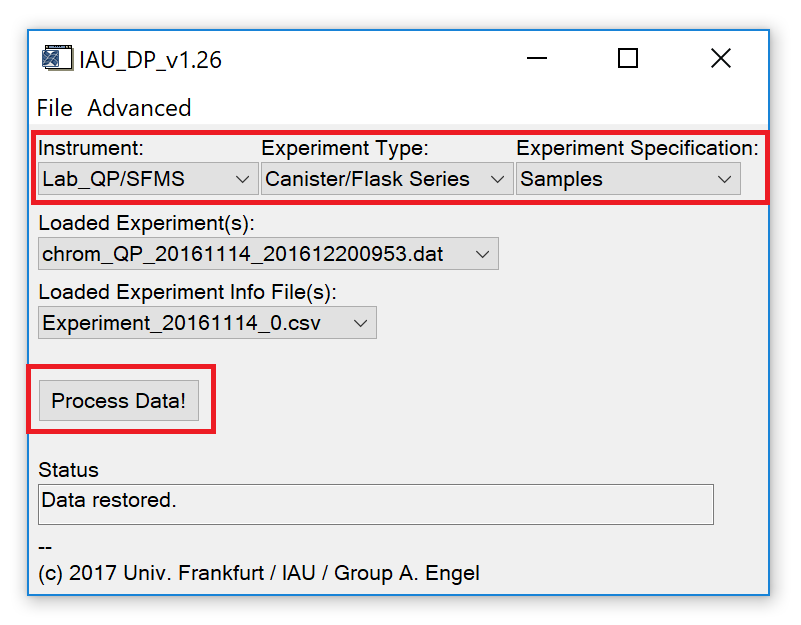 IAU_DP_v1.26
File Advanced
Instrument: Experiment Type: Experiment Specification:
Lab_QP/SFMS Canister/Flask Series Samples
Loaded Experiment(s):
chrom_QP_20161114_201612200953.dat
Loaded Experiment Info File(s):
Experiment_20161114_0.csv
Process Data!
Status
Data restored.
--
(c) 2017 Univ. Frankfurt / IAU / Group A. Engel